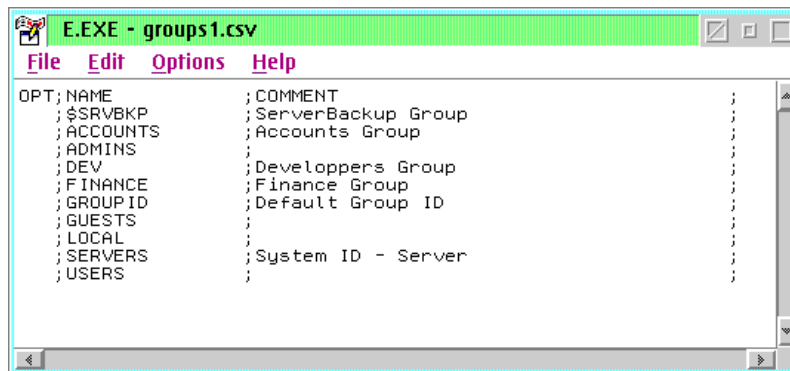 E.EXE - groups1.csv
File Edit Options Help
OPT;NAME ;COMMENT ;
;$SRVBKP ;ServerBackup Group ;
;ACCOUNTS ;Accounts Group ;
;ADMINS ; ;
;DEV ;Developpers Group ;
;FINANCE ;Finance Group ;
;GROUPID ;Default Group ID ;
;GUESTS ; ;
;LOCAL ; ;
;SERVERS ;System ID - Server ;
;USERS ; ;